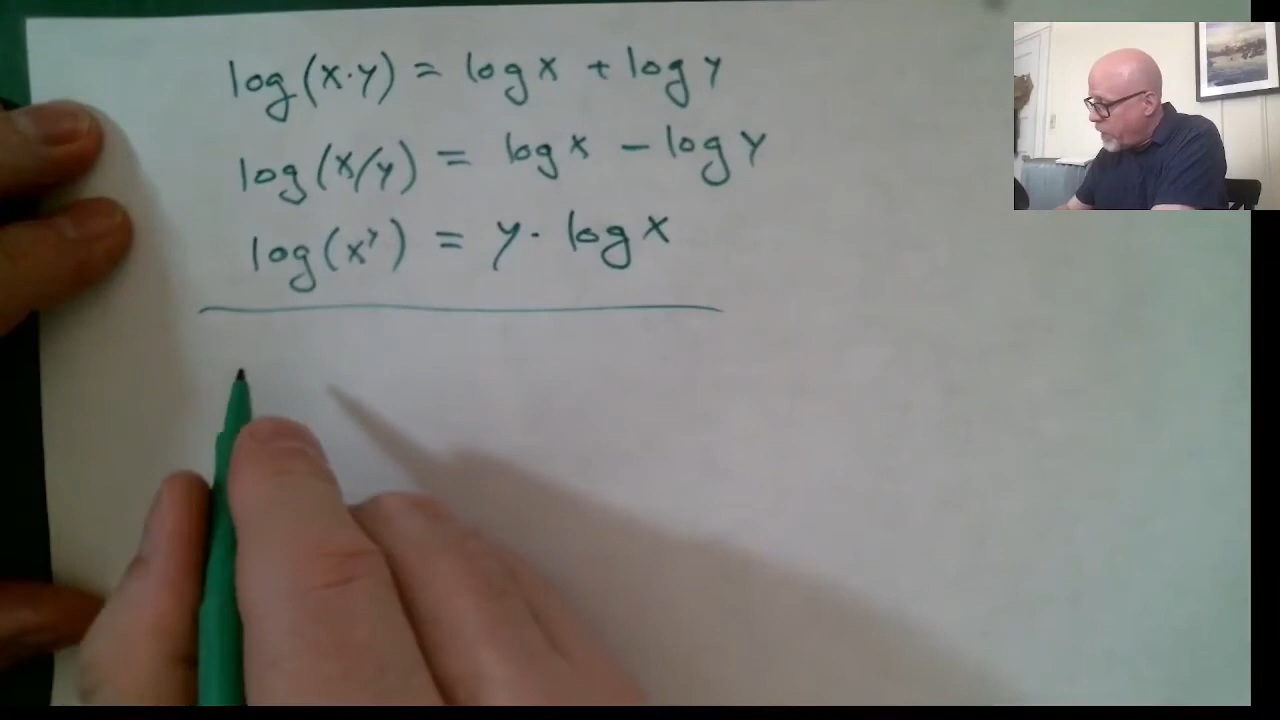 log(x·y) = log x + log y
log(x/y) = log x - log y
log(x^y) = y · log x